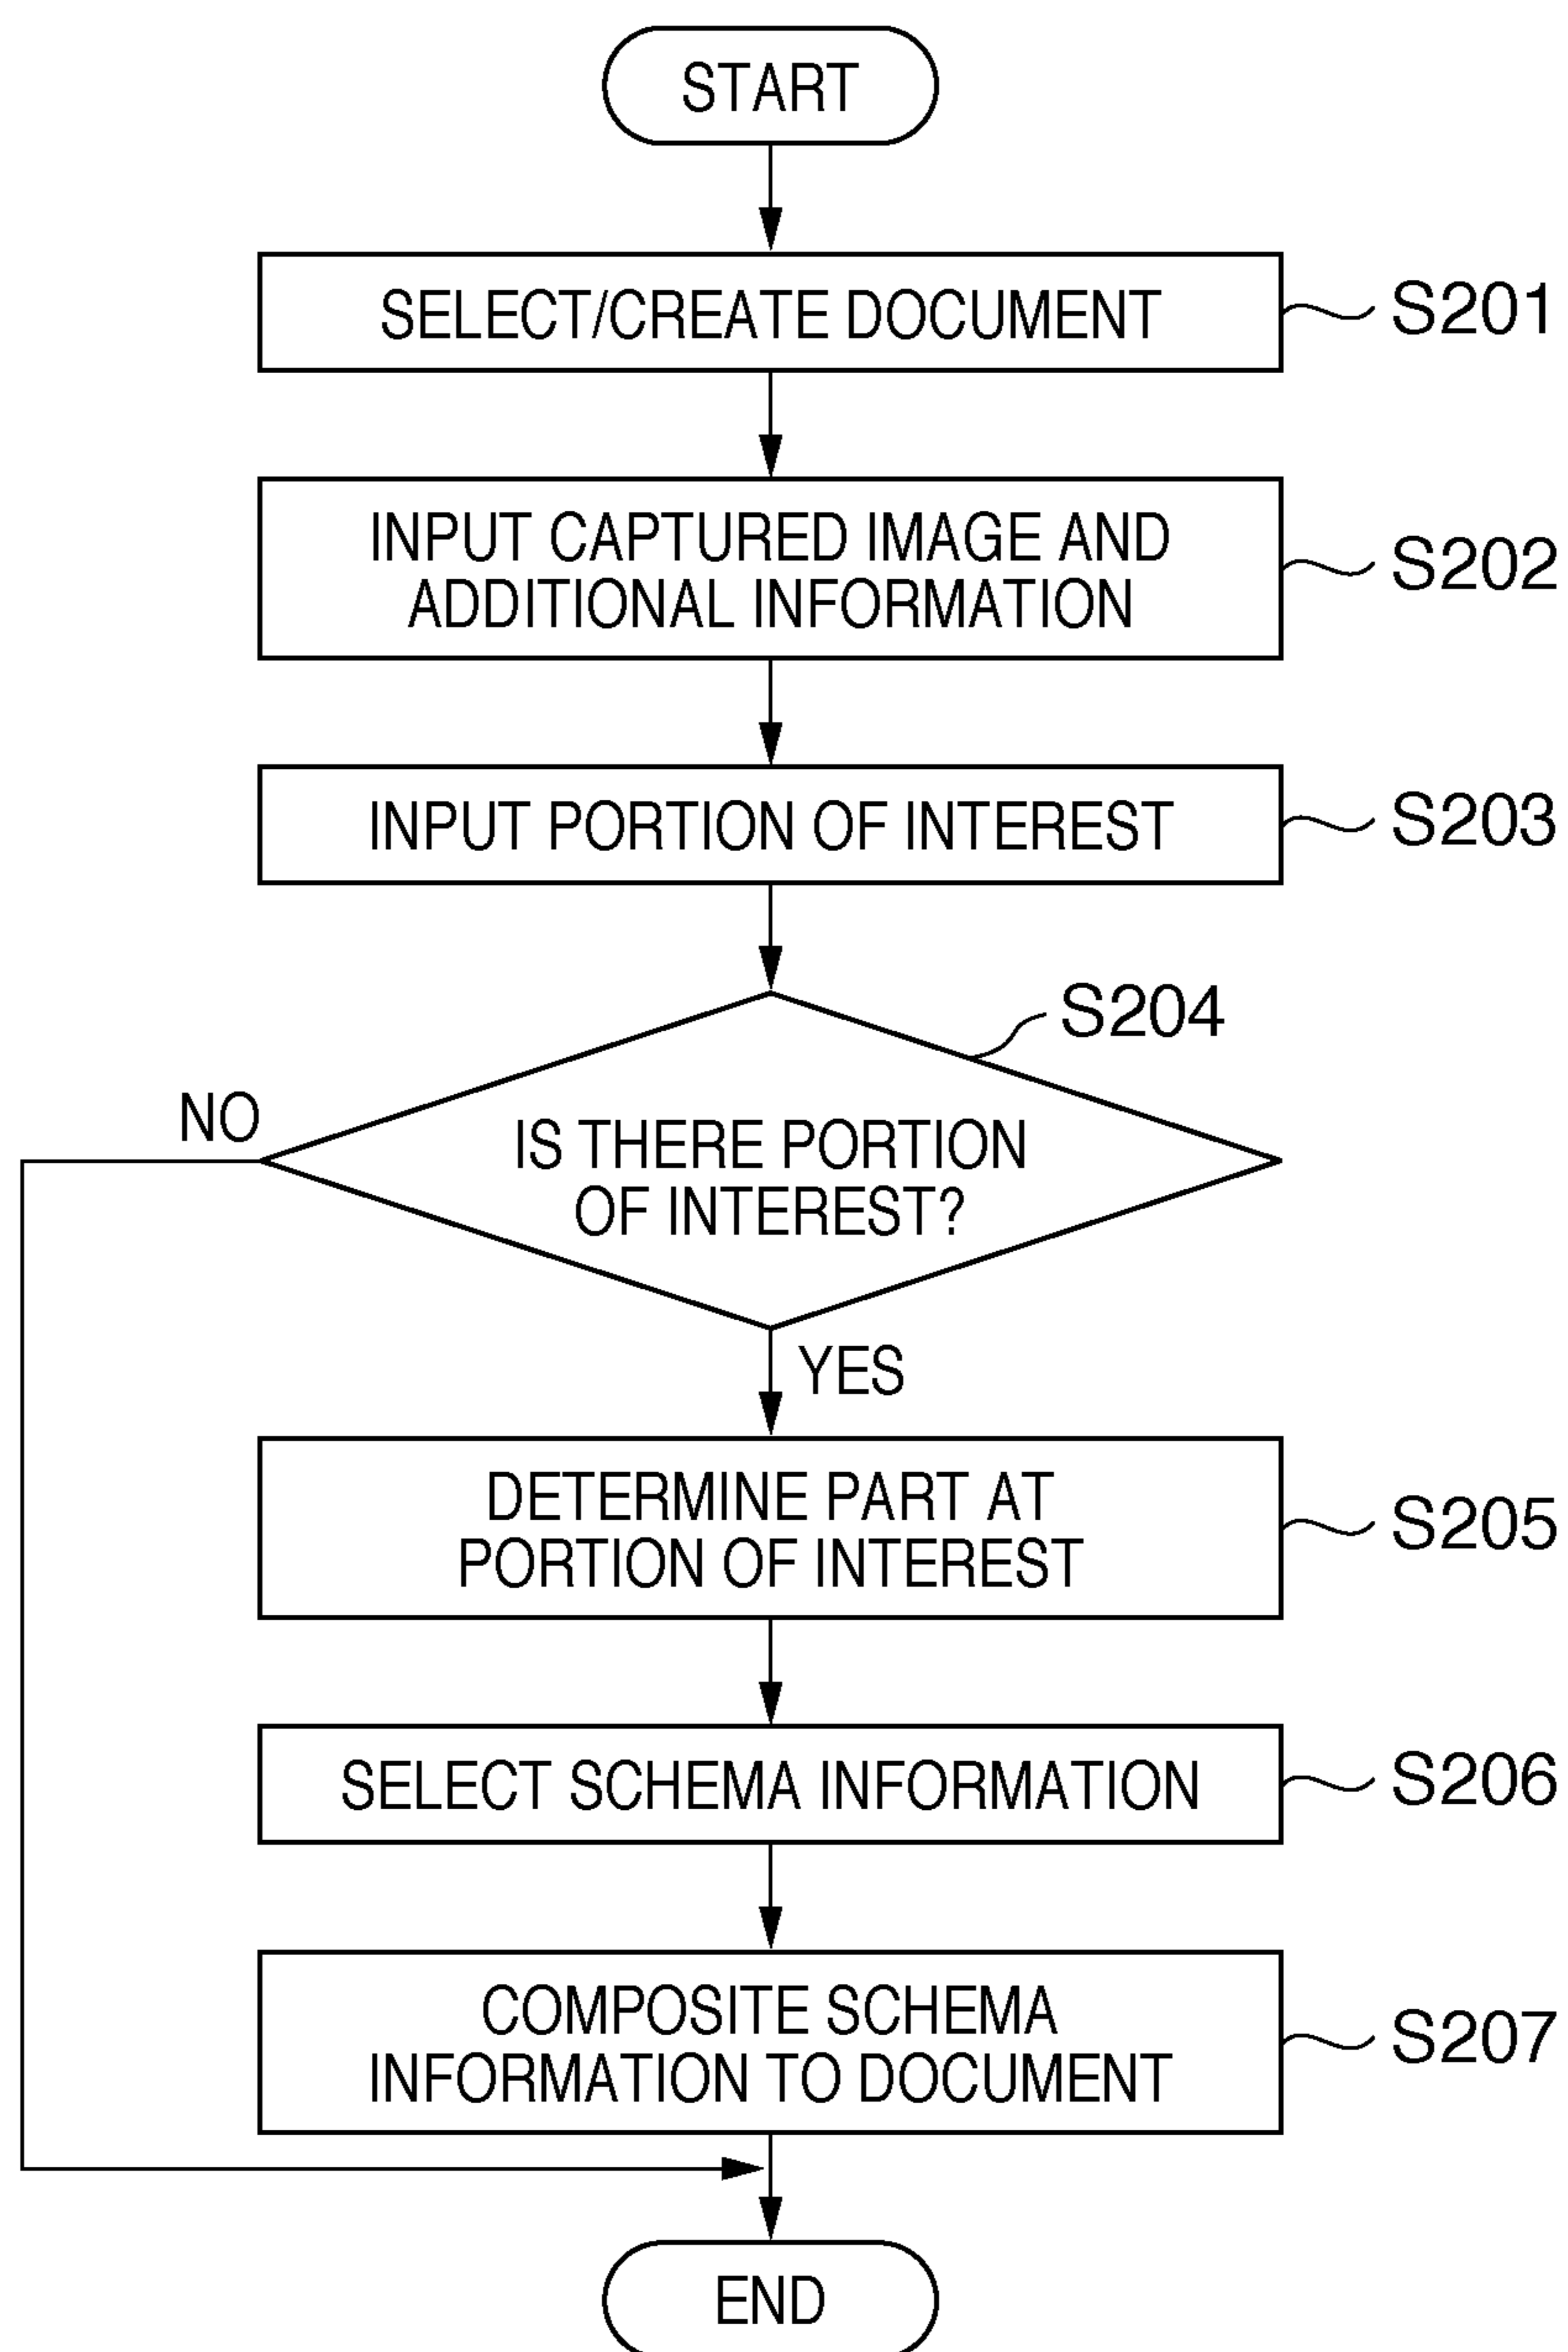 START
SELECT/CREATE DOCUMENT
S201
INPUT CAPTURED IMAGE AND
ADDITIONAL INFORMATION
S202
INPUT PORTION OF INTEREST
S203
S204
NO
IS THERE PORTION
OF INTEREST?
YES
DETERMINE PART AT
PORTION OF INTEREST
S205
SELECT SCHEMA INFORMATION
S206
COMPOSITE SCHEMA
INFORMATION TO DOCUMENT
S207
END